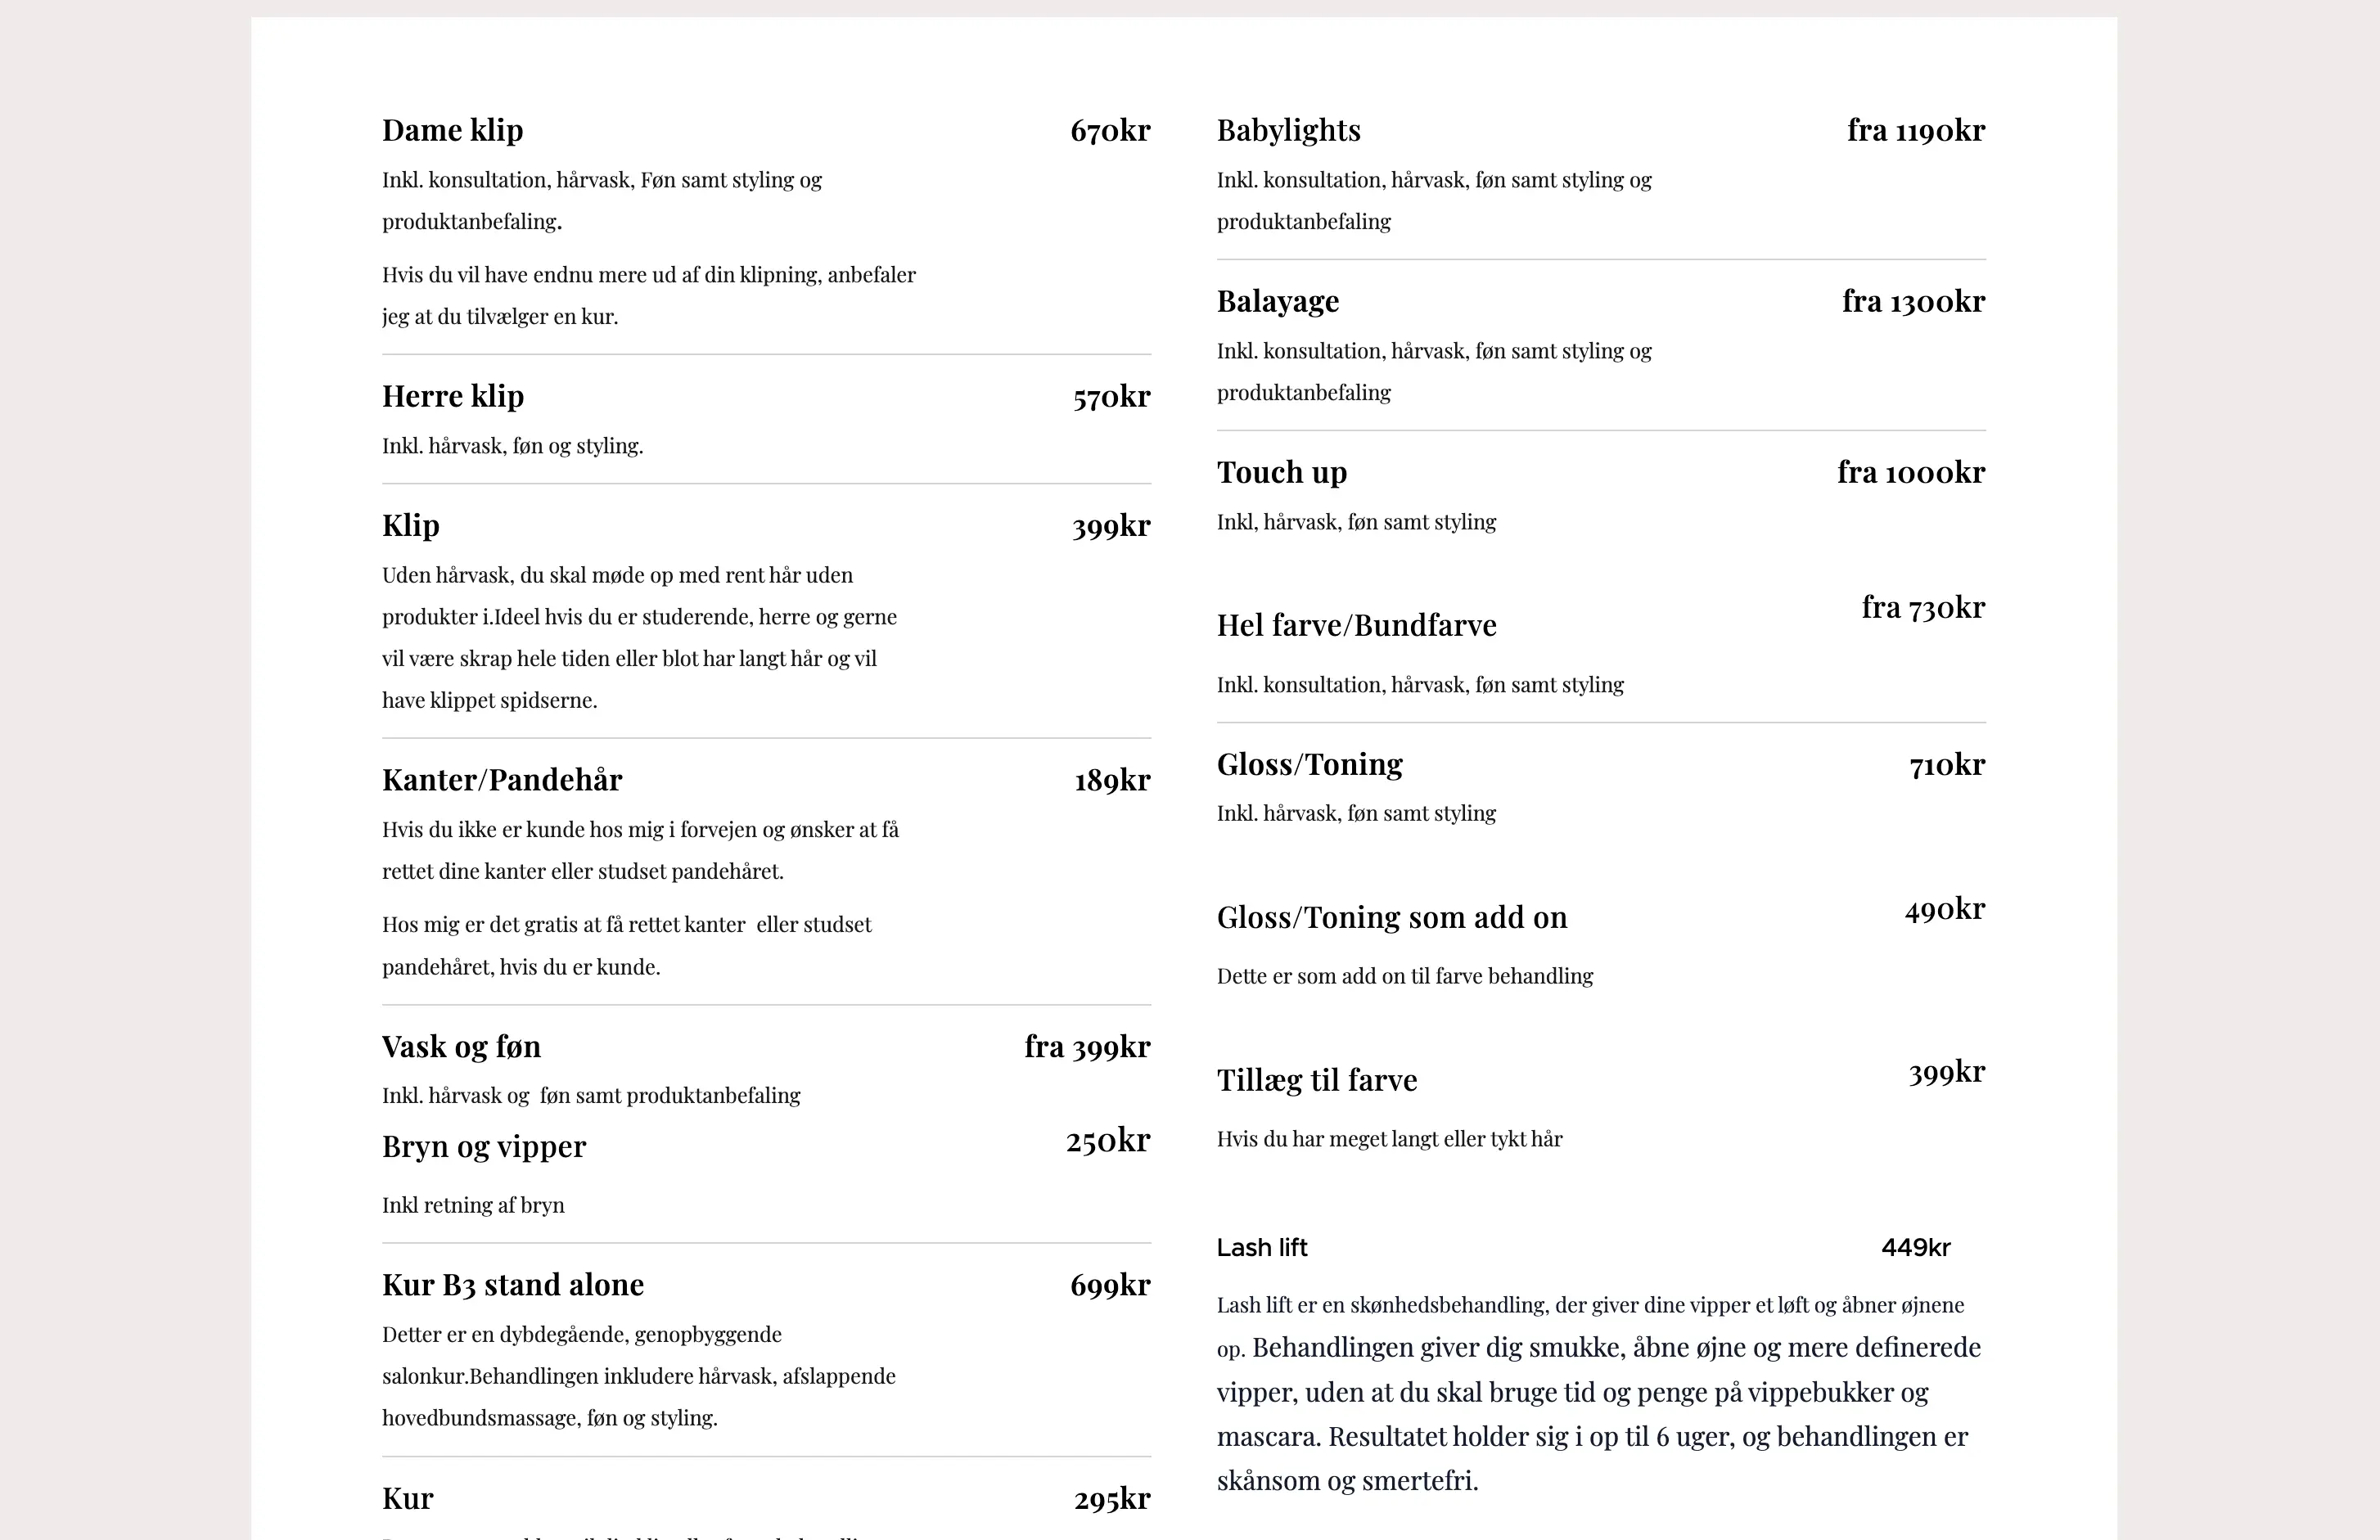 Dame klip 670kr
Inkl. konsultation, hårvask, Føn samt styling og
produktanbefaling.
Hvis du vil have endnu mere ud af din klipning, anbefaler
jeg at du tilvælger en kur.
Herre klip 570kr
Inkl. hårvask, føn og styling.
Klip 399kr
Uden hårvask, du skal møde op med rent hår uden
produkter i.Ideel hvis du er studerende, herre og gerne
vil være skrap hele tiden eller blot har langt hår og vil
have klippet spidserne.
Kanter/Pandehår 189kr
Hvis du ikke er kunde hos mig i forvejen og ønsker at få
rettet dine kanter eller studset pandehåret.
Hos mig er det gratis at få rettet kanter  eller studset
pandehåret, hvis du er kunde.
Vask og føn fra 399kr
Inkl. hårvask og  føn samt produktanbefaling
Bryn og vipper 250kr
Inkl retning af bryn
Kur B3 stand alone 699kr
Detter er en dybdegående, genopbyggende
salonkur.Behandlingen inkludere hårvask, afslappende
hovedbundsmassage, føn og styling.
Kur 295kr
Babylights fra 1190kr
Inkl. konsultation, hårvask, føn samt styling og
produktanbefaling
Balayage fra 1300kr
Inkl. konsultation, hårvask, føn samt styling og
produktanbefaling
Touch up fra 1000kr
Inkl, hårvask, føn samt styling
Hel farve/Bundfarve fra 730kr
Inkl. konsultation, hårvask, føn samt styling
Gloss/Toning 710kr
Inkl. hårvask, føn samt styling
Gloss/Toning som add on 490kr
Dette er som add on til farve behandling
Tillæg til farve 399kr
Hvis du har meget langt eller tykt hår
Lash lift 449kr
Lash lift er en skønhedsbehandling, der giver dine vipper et løft og åbner øjnene
op. Behandlingen giver dig smukke, åbne øjne og mere definerede
vipper, uden at du skal bruge tid og penge på vippebukker og
mascara. Resultatet holder sig i op til 6 uger, og behandlingen er
skånsom og smertefri.